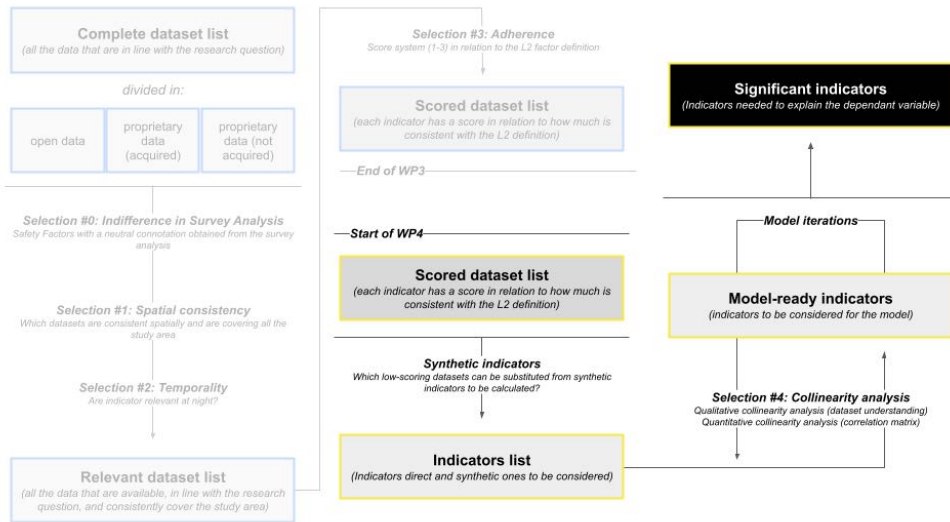 Complete dataset list
(all the data that are in line with the research question)
divided in:
open data
proprietary
data
(acquired)
proprietary
data (not
acquired)
Selection #0: Indifference in Survey Analysis
Safety Factors with a neutral connotation obtained from the survey
analysis
Selection #1: Spatial consistency
Which datasets are consistent spatially and are covering all the
study area
Selection #2: Temporality
Are indicator relevant at night?
Relevant dataset list
(all the data that are available, in line with the research
question, and consistently cover the study area)
Selection #3: Adherence
Score system (1-3) in relation to the L2 factor definition
Scored dataset list
(each indicator has a score in relation to how much is
consistent with the L2 definition)
End of WP3
Start of WP4
Scored dataset list
(each indicator has a score in relation to how much is
consistent with the L2 definition)
Synthetic indicators
Which low-scoring datasets can be substituted from synthetic
indicators to be calculated?
Indicators list
(Indicators direct and synthetic ones to be considered)
Significant indicators
(Indicators needed to explain the dependant variable)
Model iterations
Model-ready indicators
(indicators to be considered for the model)
Selection #4: Collinearity analysis
Qualitative collinearity analysis (dataset understanding)
Quantitative collinearity analysis (correlation matrix)